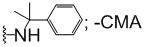 NH ; -CMA